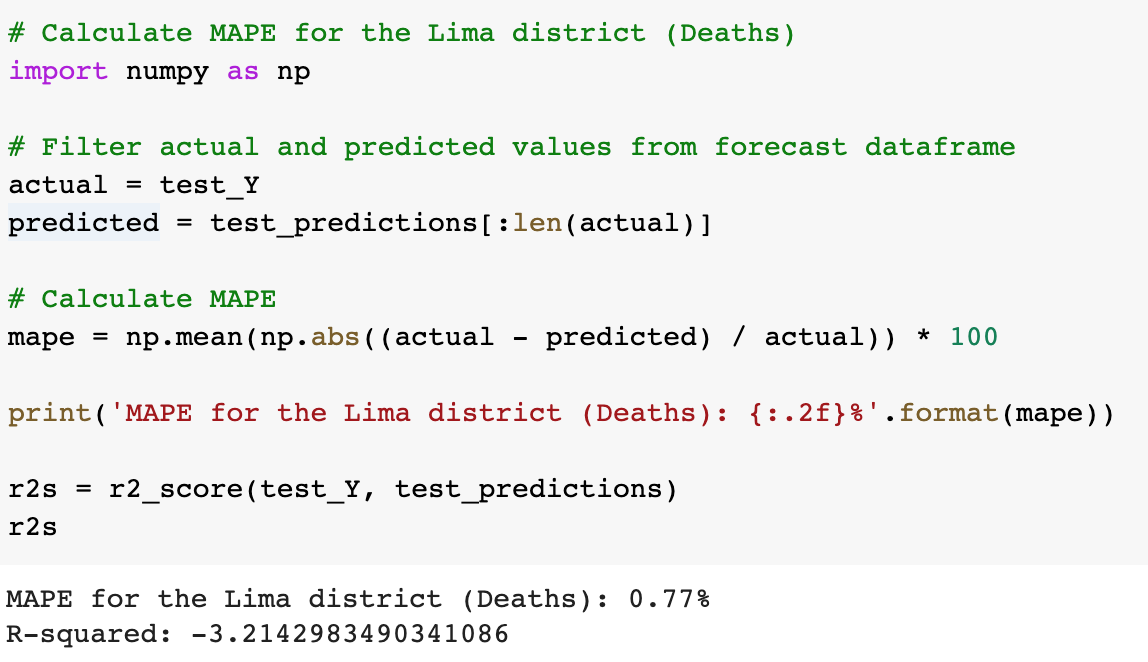 # Calculate MAPE for the Lima district (Deaths)
import numpy as np
# Filter actual and predicted values from forecast dataframe
actual = test_Y
predicted = test_predictions[:len(actual)]
# Calculate MAPE
mape = np.mean(np.abs((actual - predicted) / actual)) * 100
print('MAPE for the Lima district (Deaths): {:.2f}%'.format(mape))
r2s = r2_score(test_Y, test_predictions)
r2s
MAPE for the Lima district (Deaths): 0.77%
R-squared: -3.2142983490341086